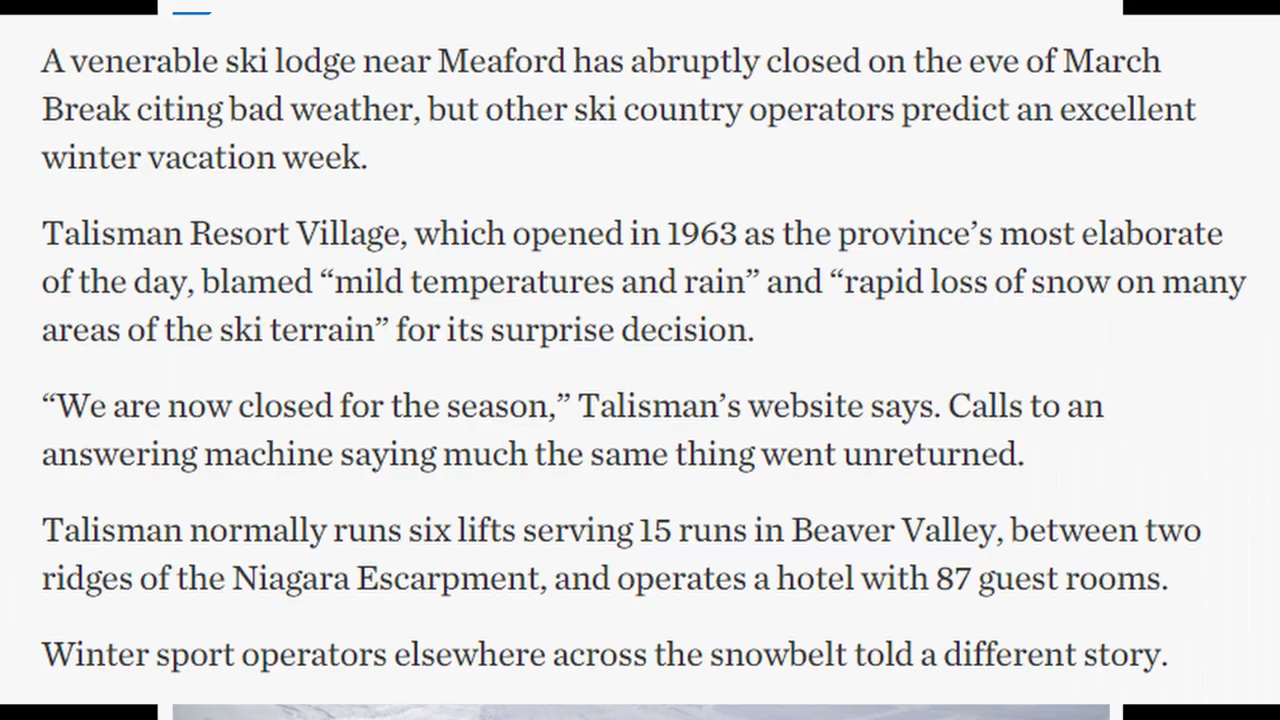 A venerable ski lodge near Meaford has abruptly closed on the eve of March
Break citing bad weather, but other ski country operators predict an excellent
winter vacation week.
Talisman Resort Village, which opened in 1963 as the province’s most elaborate
of the day, blamed “mild temperatures and rain” and “rapid loss of snow on many
areas of the ski terrain” for its surprise decision.
“We are now closed for the season,” Talisman’s website says. Calls to an
answering machine saying much the same thing went unreturned.
Talisman normally runs six lifts serving 15 runs in Beaver Valley, between two
ridges of the Niagara Escarpment, and operates a hotel with 87 guest rooms.
Winter sport operators elsewhere across the snowbelt told a different story.